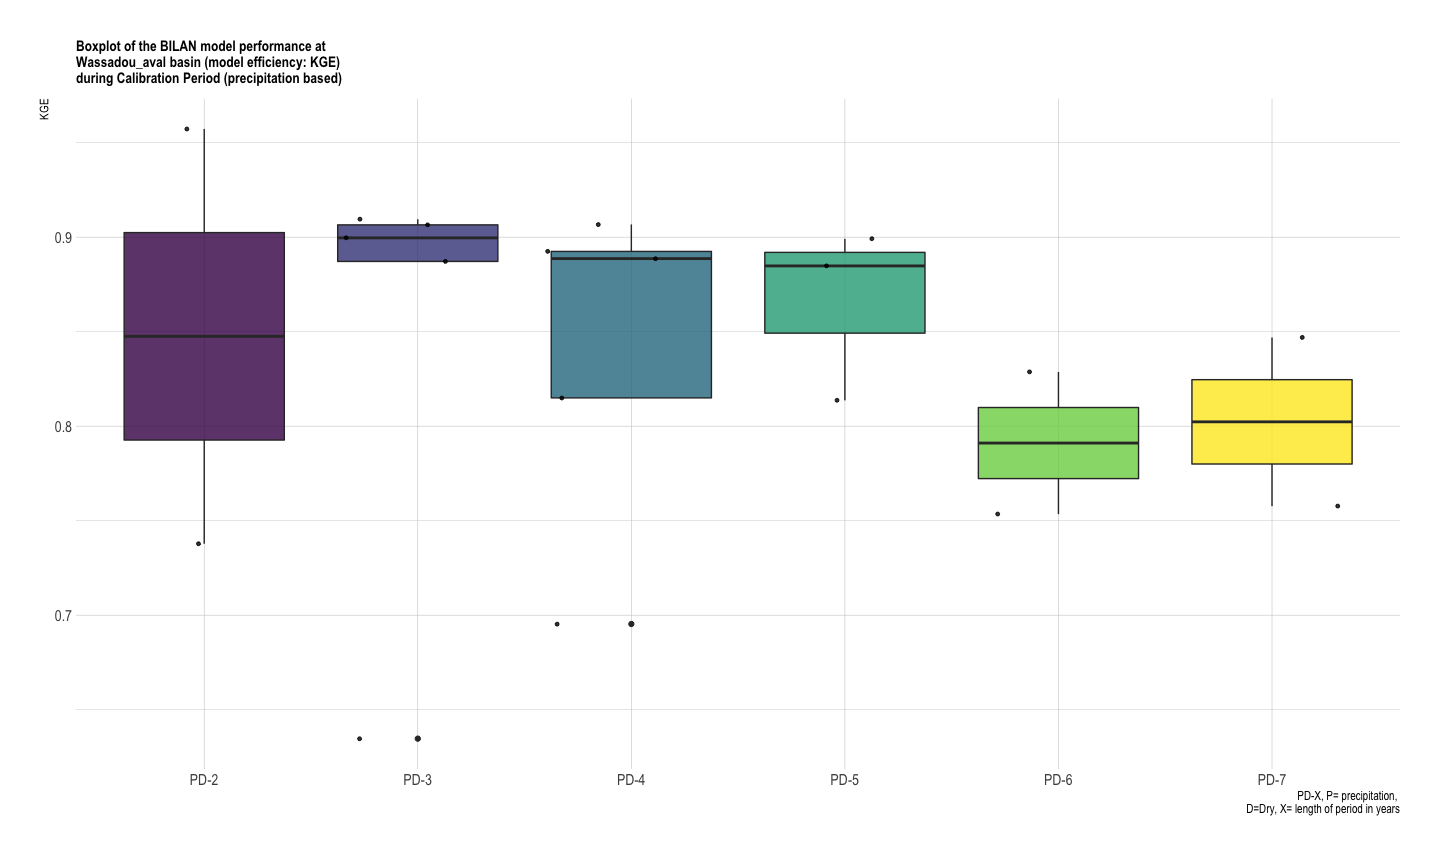 Boxplot of the BILAN model performance at
Wassadou_aval basin (model efficiency: KGE)
during Calibration Period (precipitation based)
KGE
0.9
0.8
0.7
PD-2
PD-3
PD-4
PD-5
PD-6
PD-7
PD-X, P= precipitation,
D=Dry, X= length of period in years